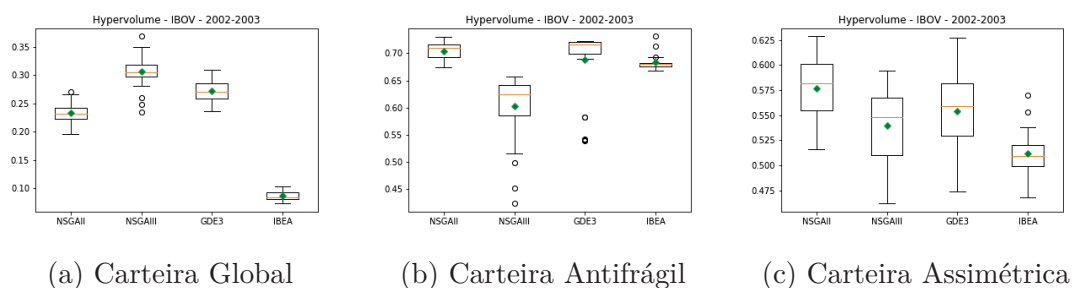 Hypervolume - IBOV - 2002-2003
0.35
0.30
0.25
0.20
0.15
0.10
NSGAII NSGAIII GDE3 IBEA
(a) Carteira Global
Hypervolume - IBOV - 2002-2003
0.70
0.65
0.60
0.55
0.50
0.45
NSGAII NSGAIII GDE3 IBEA
(b) Carteira Antifrágil
Hypervolume - IBOV - 2002-2003
0.625
0.600
0.575
0.550
0.525
0.500
0.475
NSGAII NSGAIII GDE3 IBEA
(c) Carteira Assimétrica